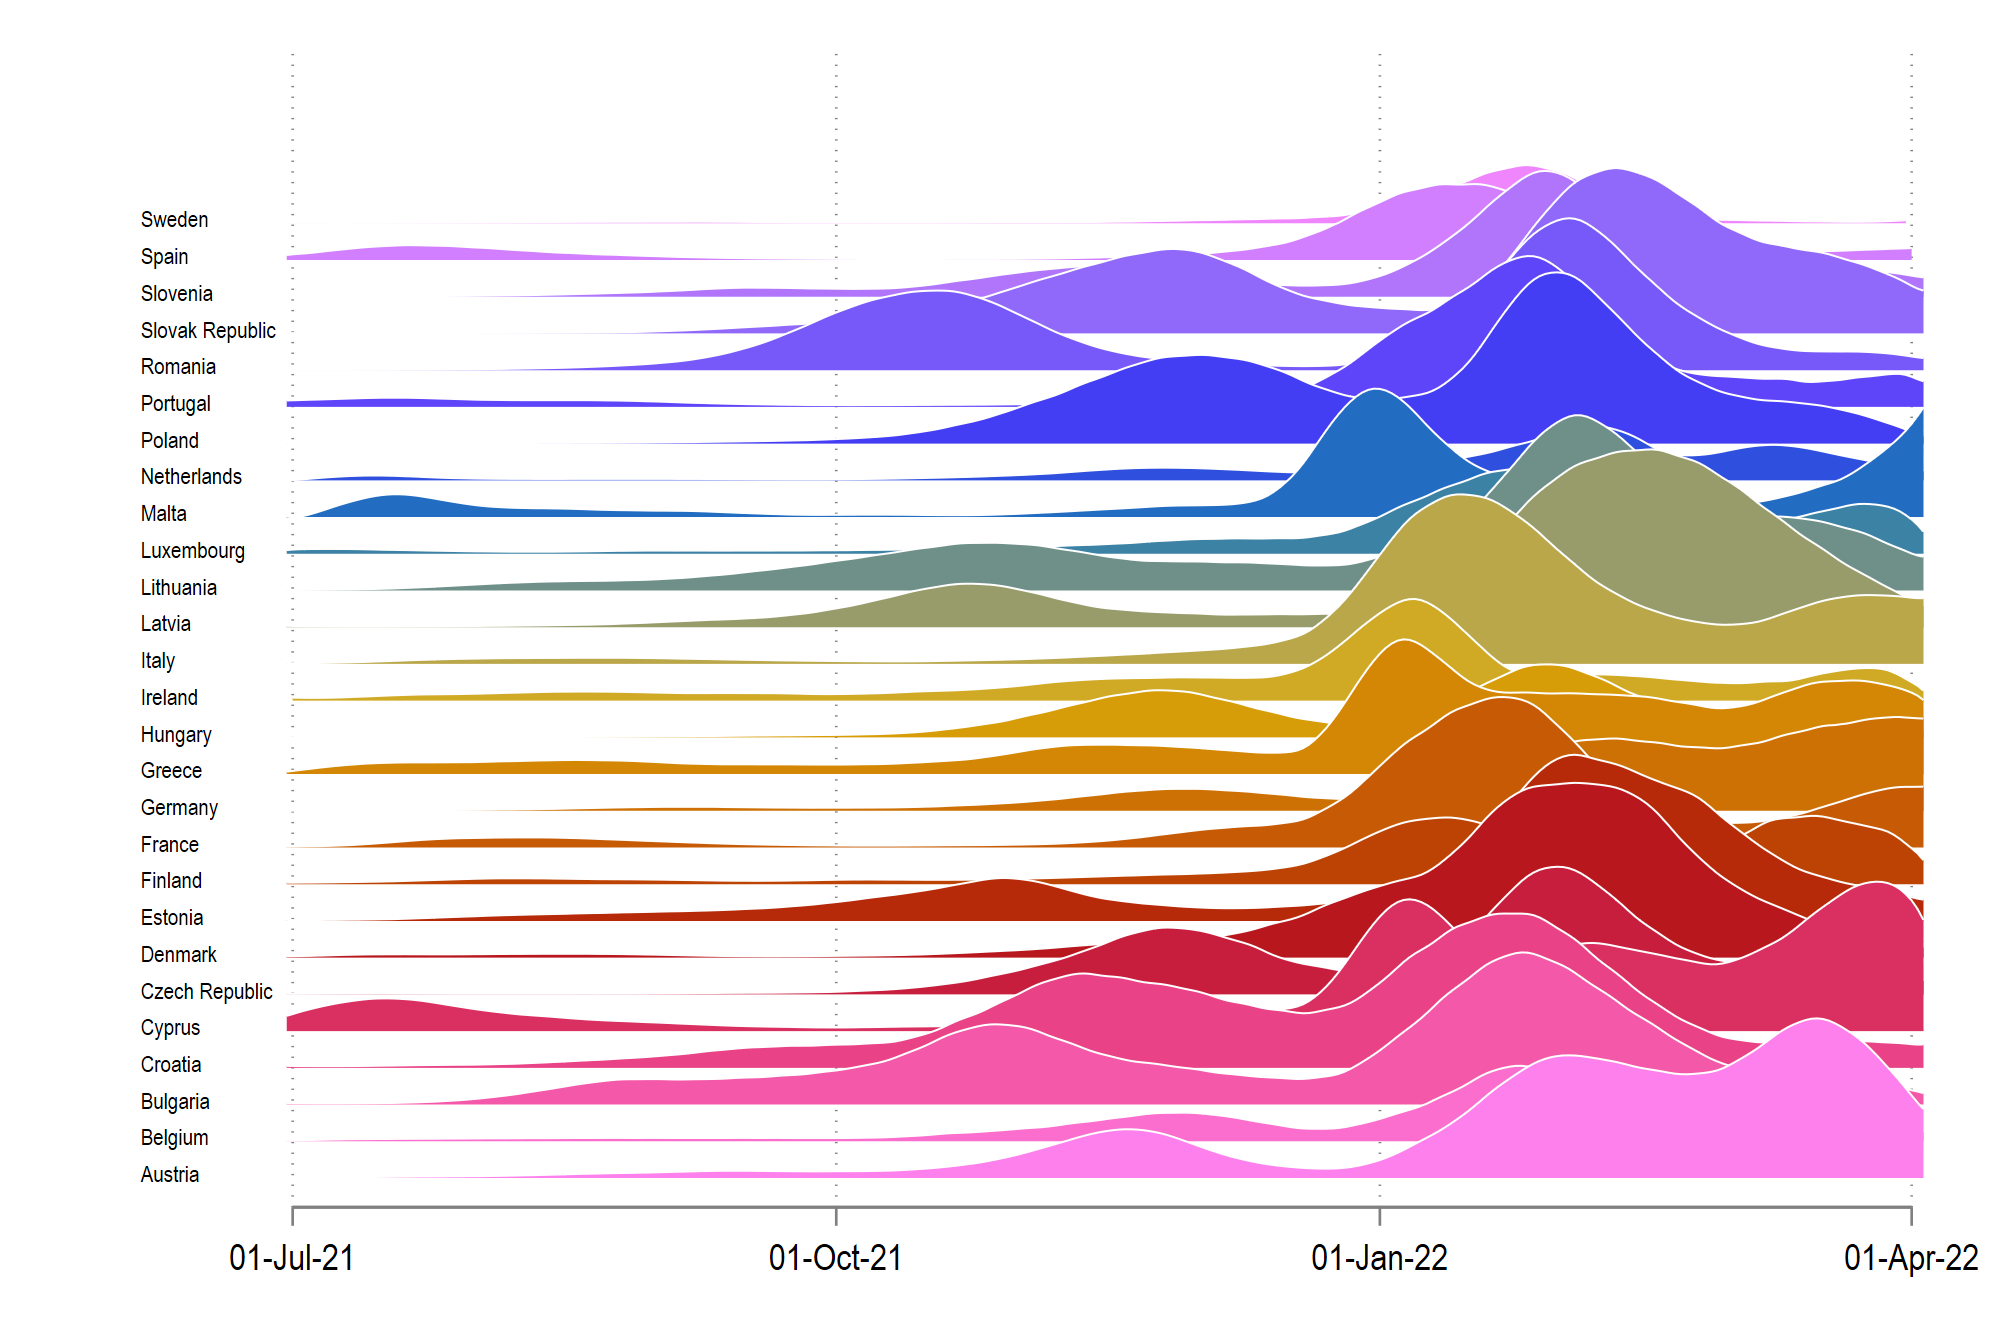 Sweden
Spain
Slovenia
Slovak Republic
Romania
Portugal
Poland
Netherlands
Malta
Luxembourg
Lithuania
Latvia
Italy
Ireland
Hungary
Greece
Germany
France
Finland
Estonia
Denmark
Czech Republic
Cyprus
Croatia
Bulgaria
Belgium
Austria
01-Jul-21 01-Oct-21 01-Jan-22 01-Apr-22